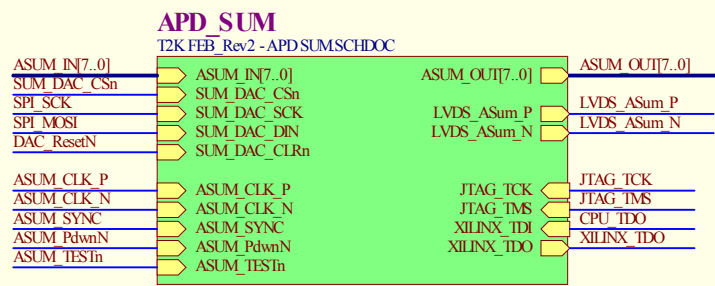 APD_SUM
T2K FEB_Rev2 - APD SUM.SCHDOC
ASUM_IN[7..0] ASUM_IN[7..0] ASUM_OUT[7..0] ASUM_OUT[7..0]
SUM_DAC_CSn SUM_DAC_CSn
SPI_SCK SUM_DAC_SCK LVDS_ASum_P LVDS_ASum_P
SPI_MOSI SUM_DAC_DIN LVDS_ASum_N LVDS_ASum_N
DAC_ResetN SUM_DAC_CLRn
ASUM_CLK_P ASUM_CLK_P JTAG_TCK JTAG_TCK
ASUM_CLK_N ASUM_CLK_N JTAG_TMS JTAG_TMS
ASUM_SYNC ASUM_SYNC XILINX_TDI CPU_TDO
ASUM_PdwnN ASUM_PdwnN XILINX_TDO XILINX_TDO
ASUM_TESTn ASUM_TESTn